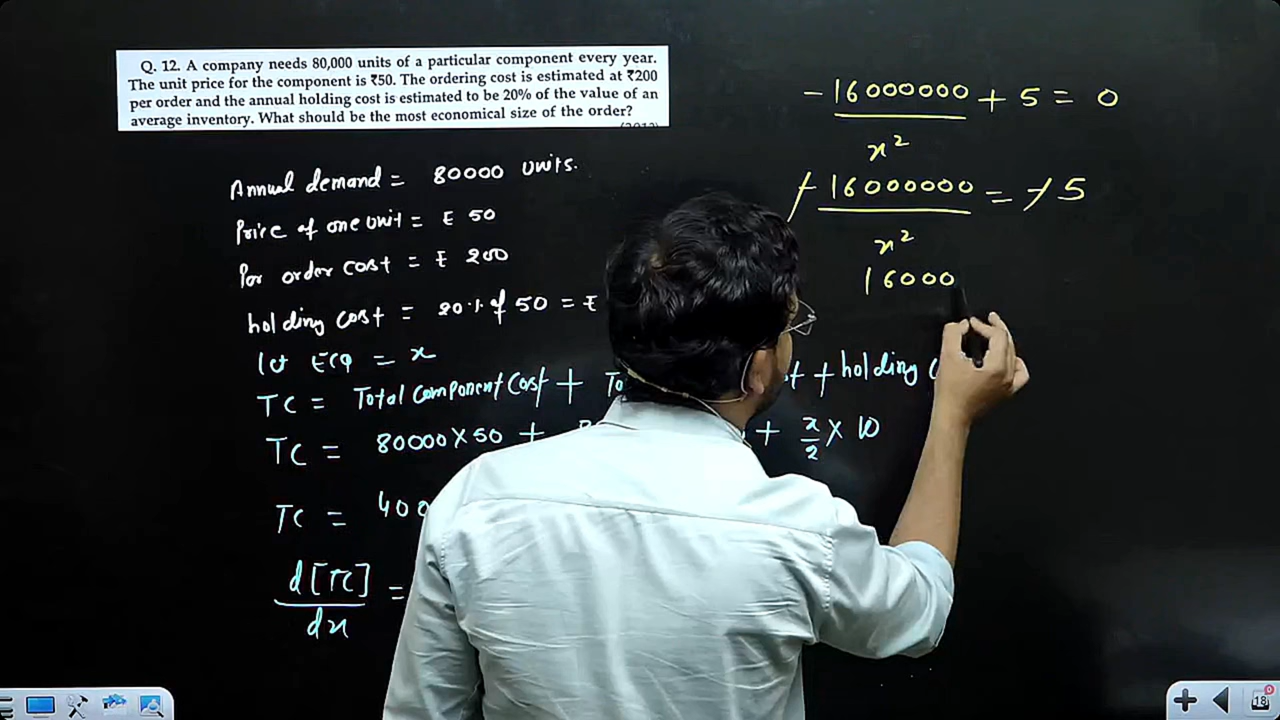 Q. 12. A company needs 80,000 units of a particular component every year.
The unit price for the component is ₹50. The ordering cost is estimated at ₹200
per order and the annual holding cost is estimated to be 20% of the value of an
average inventory. What should be the most economical size of the order?
Annual demand = 80000 Units.
Price of one unit = ₹ 50
Per order cost = ₹ 200
holding cost = 20% of 50 = ₹
let EOQ = x
TC = Total Component Cost + To t + holding
TC = 80000 X 50 + + x/2 X 10
TC = 400
d[TC]/dx =
- 16000000/x² + 5 = 0
- 16000000/x² = - 5
16000
18